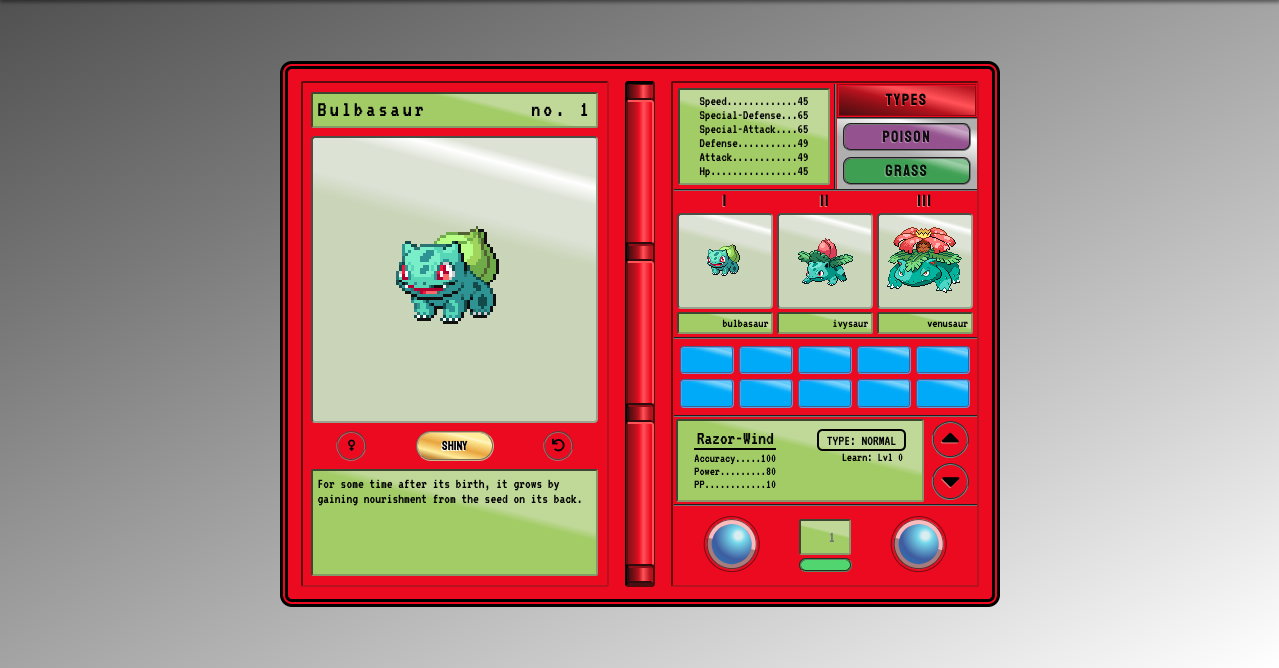 Bulbasaur no. 1
♀ SHINY
For some time after its birth, it grows by
gaining nourishment from the seed on its back.
Speed.............45
Special-Defense...65
Special-Attack....65
Defense...........49
Attack............49
Hp................45
TYPES
POISON
GRASS
I II III
bulbasaur ivysaur venusaur
Razor-Wind TYPE: NORMAL
Learn: Lvl 0
Accuracy.....100
Power.........80
PP............10
1